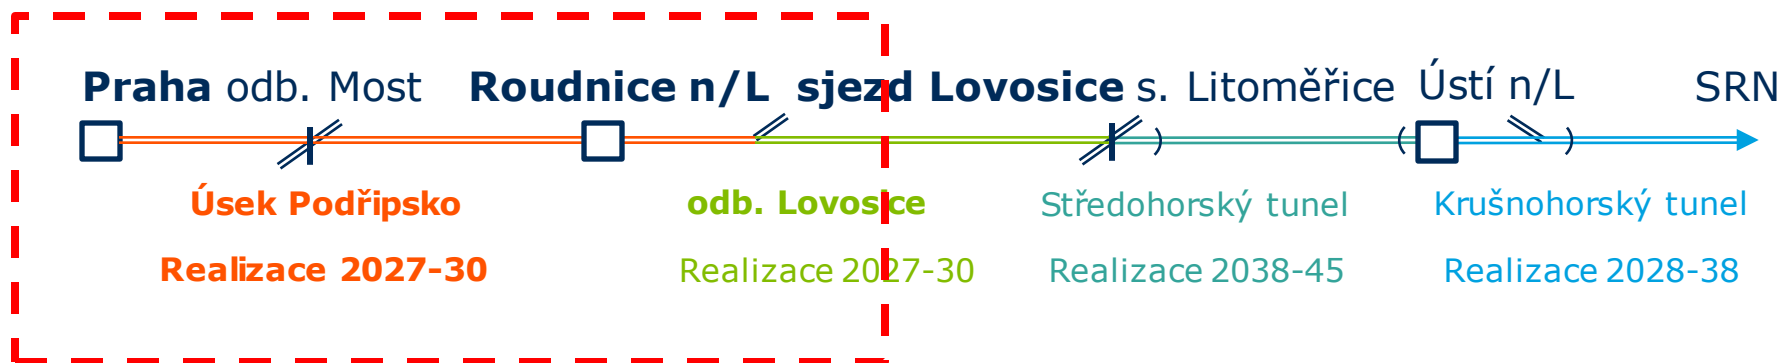 Praha odb. Most Roudnice n/L sjezd Lovosice s. Litoměřice Ústí n/L SRN
Úsek Podřipsko odb. Lovosice Středohorský tunel Krušnohorský tunel
Realizace 2027-30 Realizace 2027-30 Realizace 2038-45 Realizace 2028-38